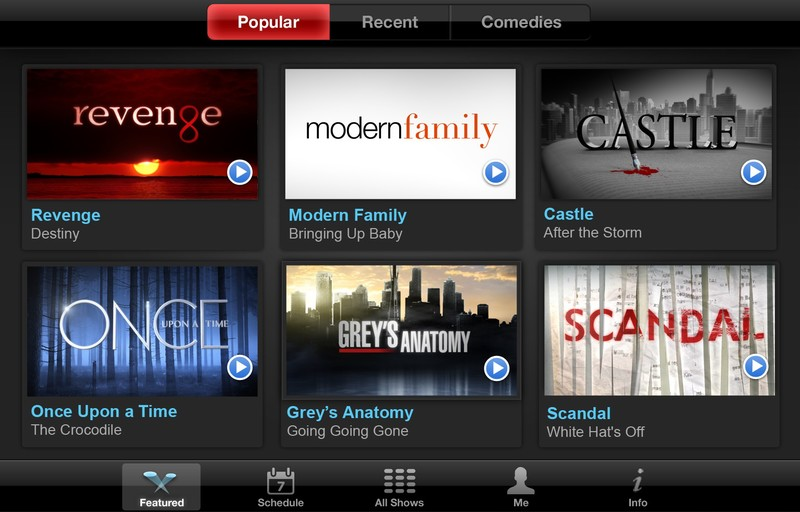 Popular
Recent
Comedies
revenge
modernfamily
CASTLE
Revenge
Destiny
Modern Family
Bringing Up Baby
Castle
After the Storm
ONCE
UPON A TIME
GREY'S ANATOMY
SCANDAL
Once Upon a Time
The Crocodile
Grey's Anatomy
Going Going Gone
Scandal
White Hat's Off
7
Featured
Schedule
All Shows
Me
i
Info